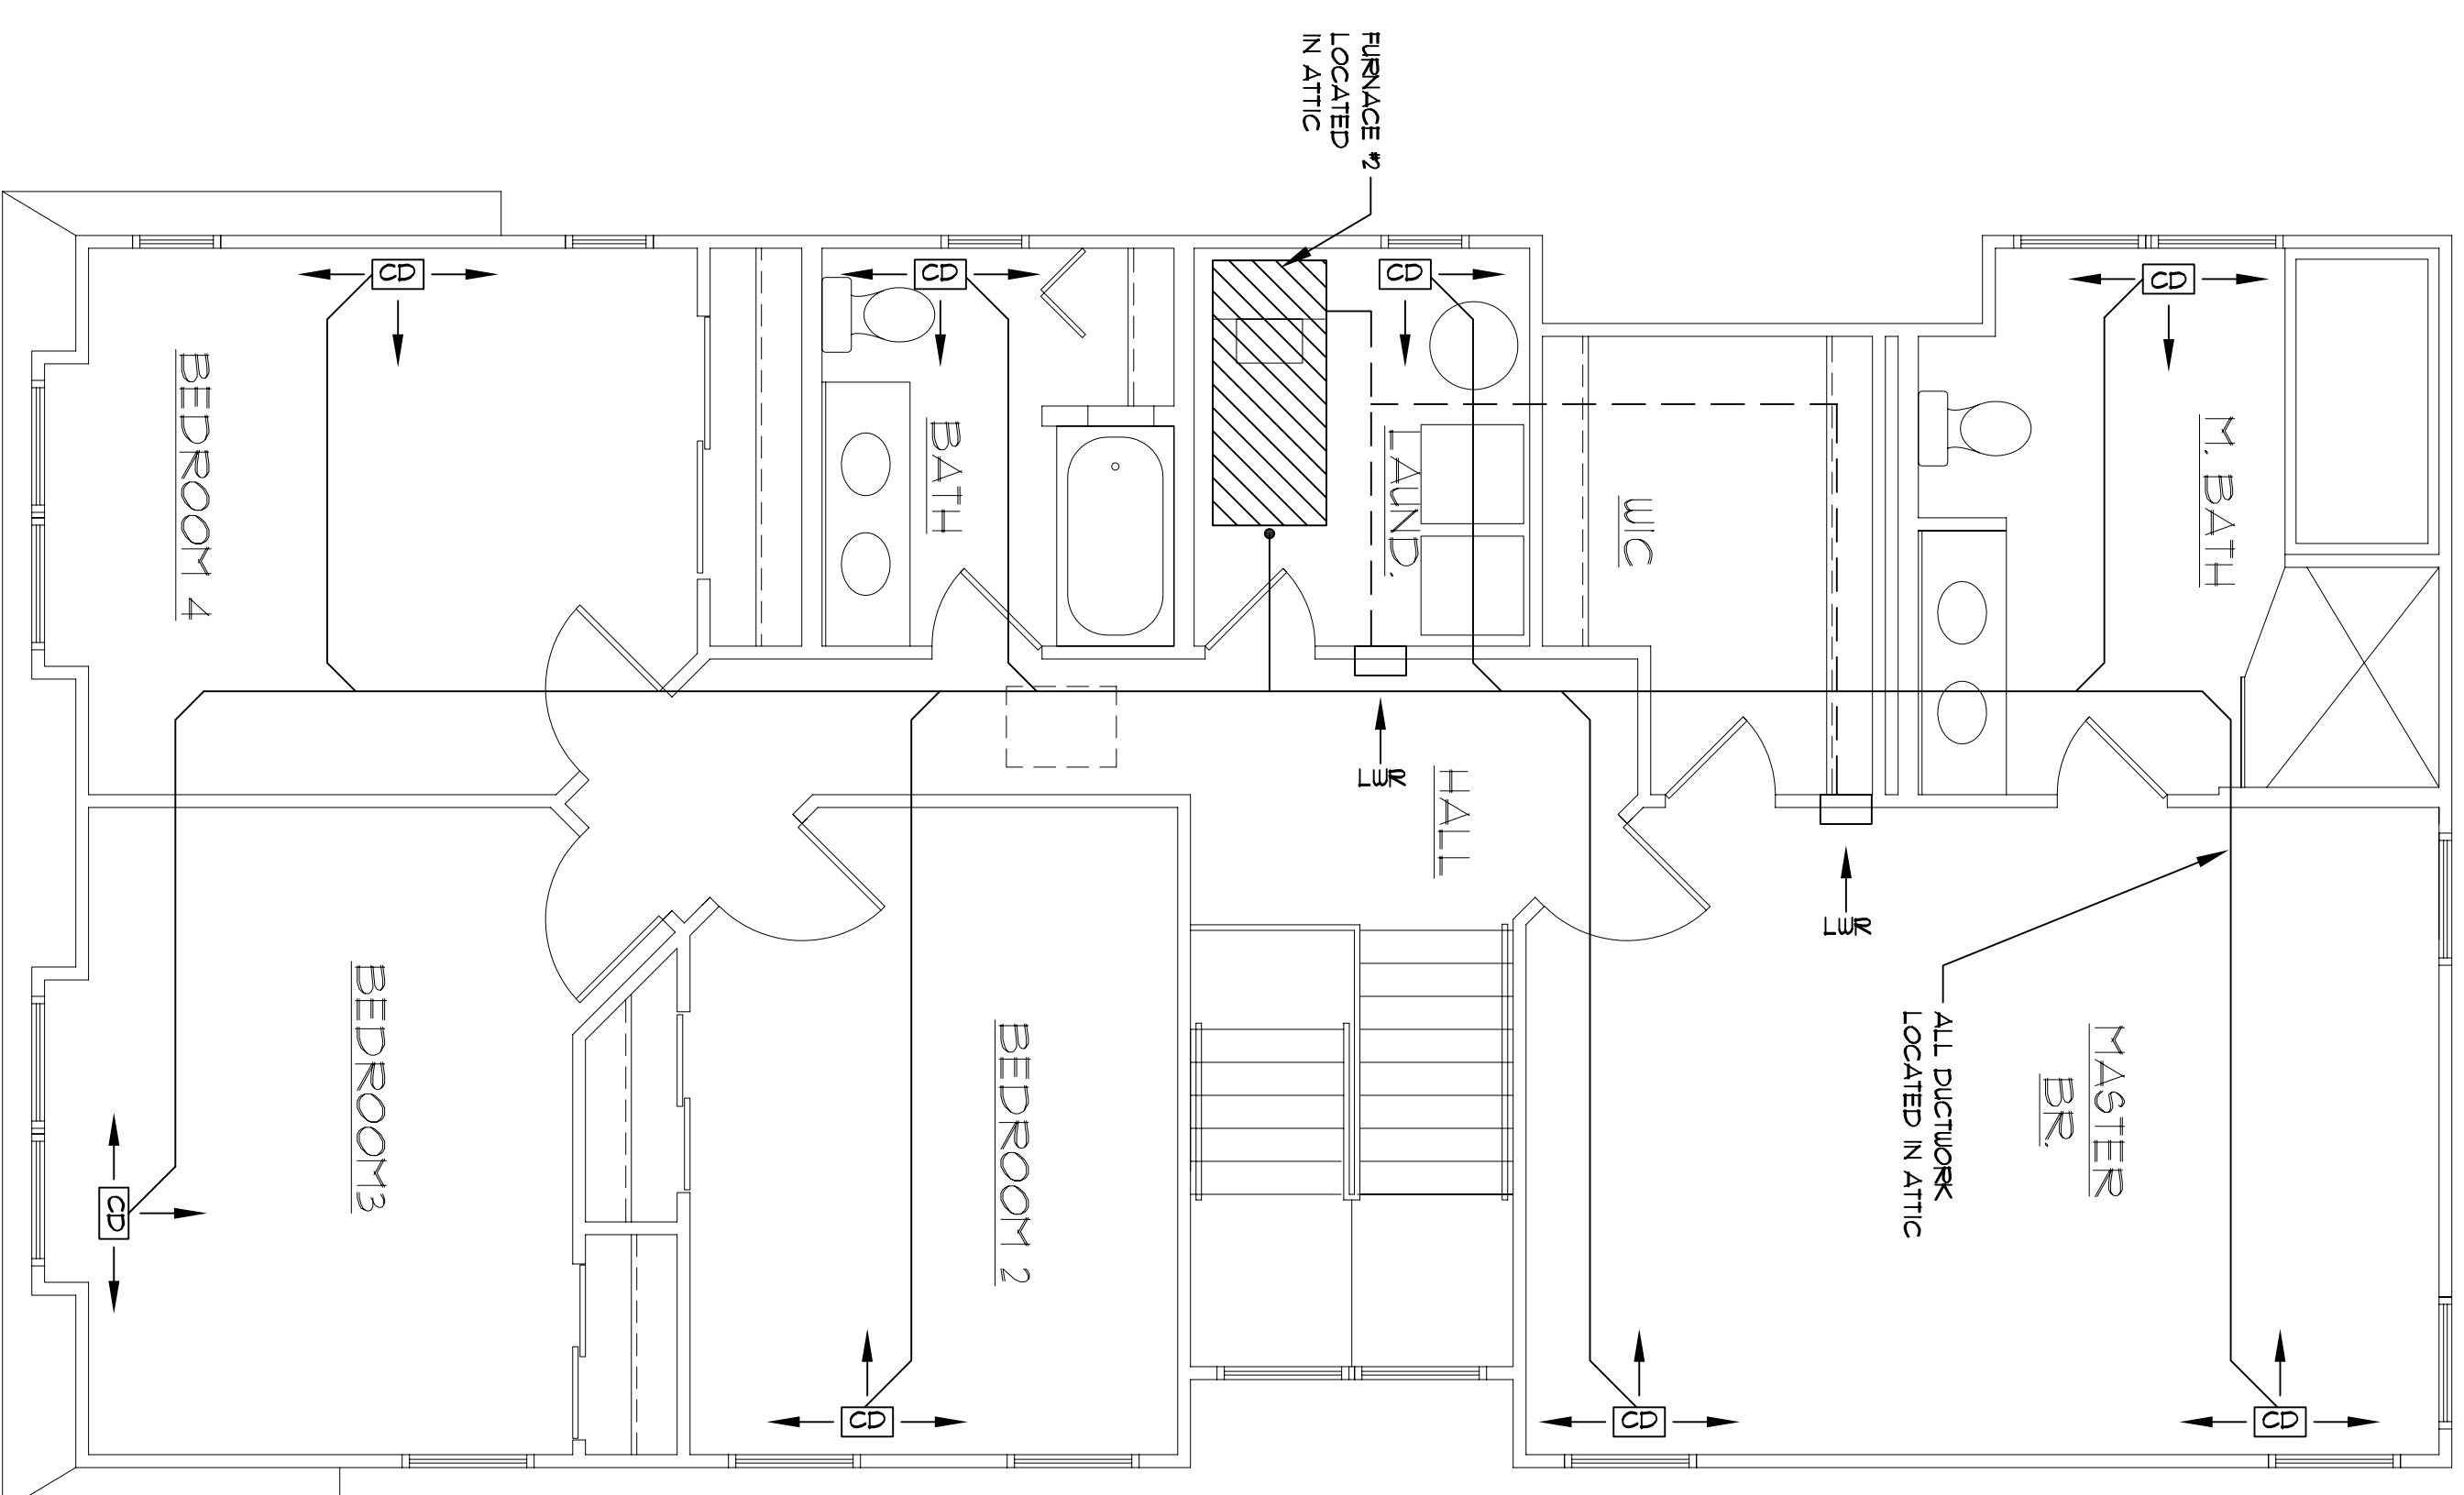 CD
M. BATH
CD
MASTER
BR.
ALL DUCTWORK
LOCATED IN ATTIC
LWR
WIC
CD
CD
LAUND.
HALL
LWR
FURNACE #2
LOCATED
IN ATTIC
BEDROOM 2
CD
BATH
CD
CD
BEDROOM3
BEDROOM 4
CD